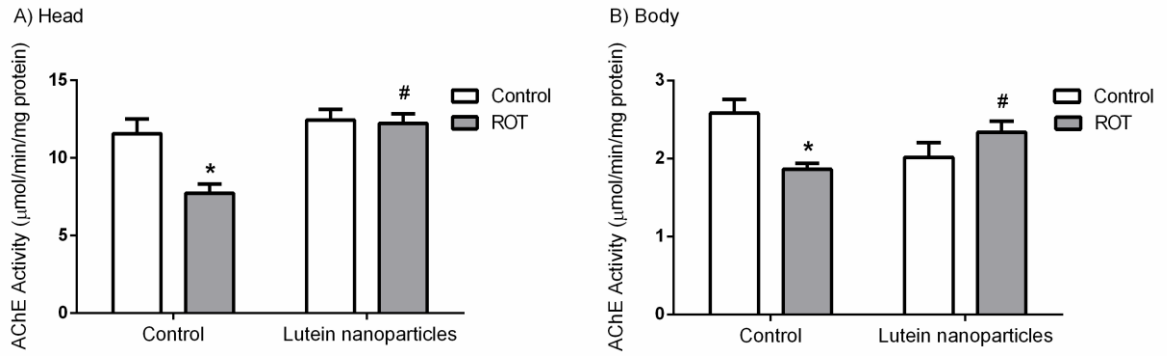 A) Head
AChE Activity (μmol/min/mg protein)
15
10
5
0
*
#
Control
ROT
Control
Lutein nanoparticles
B) Body
AChE Activity (μmol/min/mg protein)
3
2
1
0
*
#
Control
ROT
Control
Lutein nanoparticles